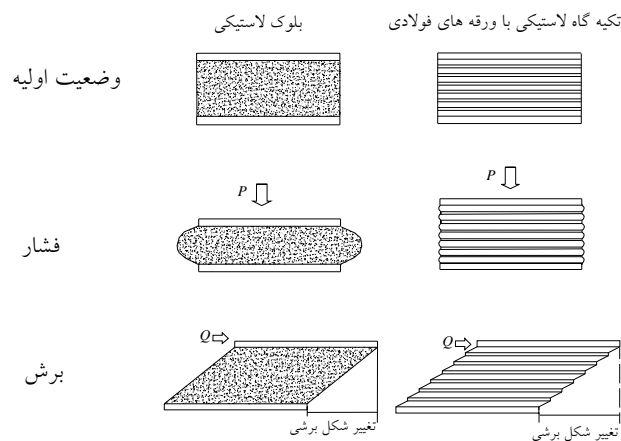 تکیه گاه لاستیکی با ورقه های فولادی
بلوک لاستیکی
وضعیت اولیه
P
P
فشار
Q
Q
برش
تغییر شکل برشی
تغییر شکل برشی